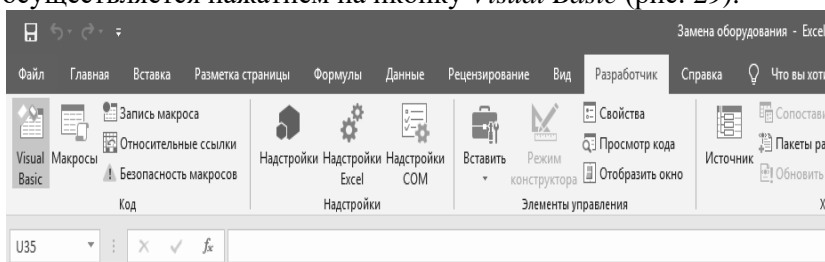 осуществляется нажатием на иконку Visual Basic (рис. 29).
Замена оборудования - Excel
Файл Главная Вставка Разметка страницы Формулы Данные Рецензирование Вид Разработчик Справка Что вы хоти
Visual Basic
Макросы
Запись макроса
Относительные ссылки
Безопасность макросов
Код
Надстройки
Надстройки Excel
Надстройки COM
Надстройки
Вставить
Режим конструктора
Свойства
Просмотр кода
Отобразить окно
Элементы управления
Источник
Сопостави
Пакеты ра
Обновить
X
U35
fx